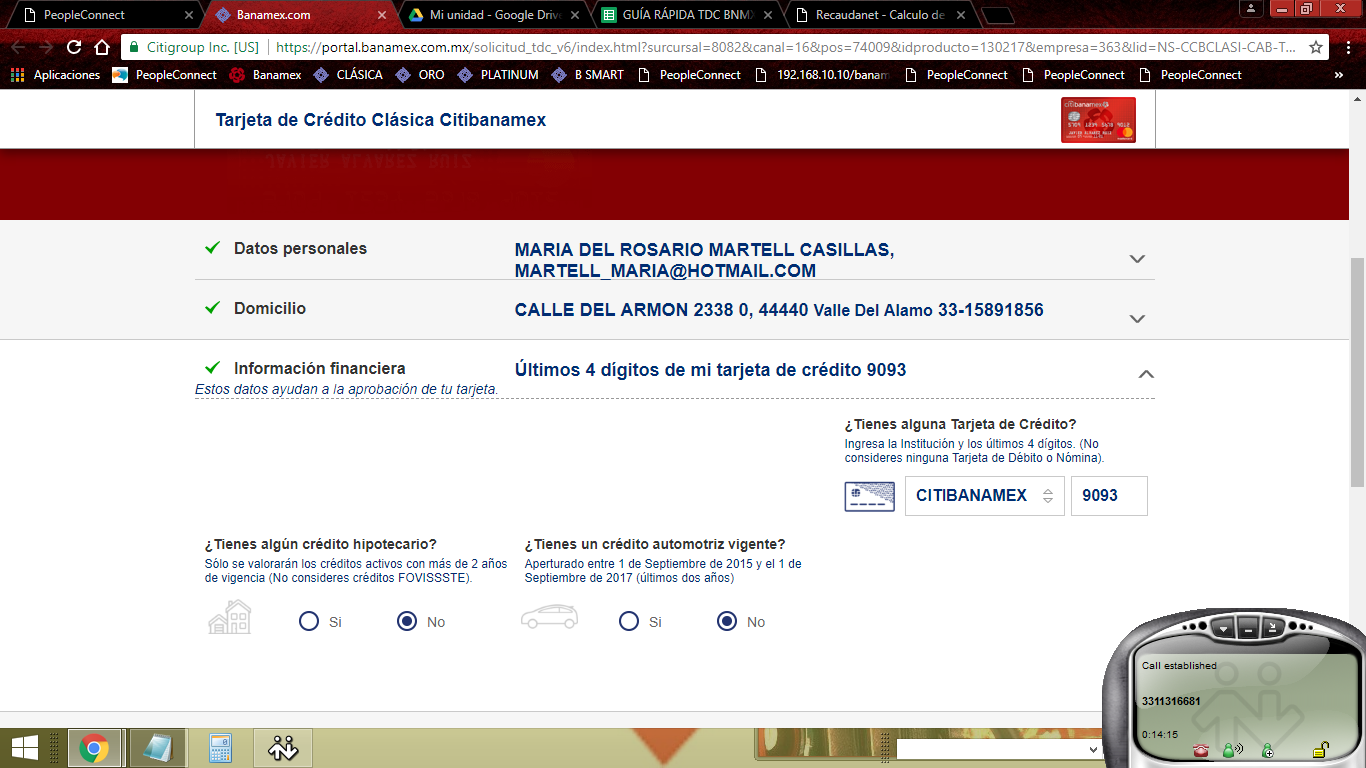 PeopleConnect
Banamex.com
Mi unidad - Google Drive
GUÍA RÁPIDA TDC BNMX
Recaudanet - Calculo de
Citigroup Inc. [US] https://portal.banamex.com.mx/solicitud_tdc_v6/index.html?surcursal=8082&canal=16&pos=74009&idproducto=130217&empresa=363&lid=NS-CCBCLASI-CAB-T...
Aplicaciones PeopleConnect Banamex CLÁSICA ORO PLATINUM B SMART PeopleConnect 192.168.10.10/banam PeopleConnect PeopleConnect PeopleConnect »
Tarjeta de Crédito Clásica Citibanamex
citibanamex
JAVIER ALVAREZ RUIZ
Datos personales
MARIA DEL ROSARIO MARTELL CASILLAS,
MARTELL_MARIA@HOTMAIL.COM
Domicilio
CALLE DEL ARMON 2338 0, 44440 Valle Del Alamo 33-15891856
Información financiera
Últimos 4 dígitos de mi tarjeta de crédito 9093
Estos datos ayudan a la aprobación de tu tarjeta.
¿Tienes alguna Tarjeta de Crédito?
Ingresa la Institución y los últimos 4 dígitos. (No
consideres ninguna Tarjeta de Débito o Nómina).
CITIBANAMEX
9093
¿Tienes algún crédito hipotecario?
Sólo se valorarán los créditos activos con más de 2 años
de vigencia (No consideres créditos FOVISSSTE).
Si
No
¿Tienes un crédito automotriz vigente?
Aperturado entre 1 de Septiembre de 2015 y el 1 de
Septiembre de 2017 (últimos dos años)
Si
No
Call established
3311316681
0:14:15